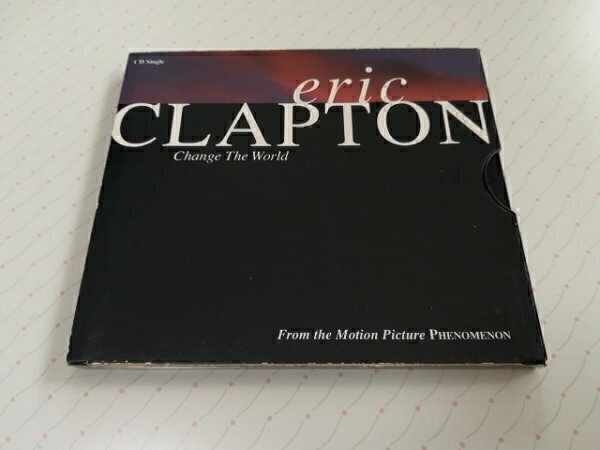 CD Single
eric
CLAPTON
Change The World
From the Motion Picture PHENOMENON